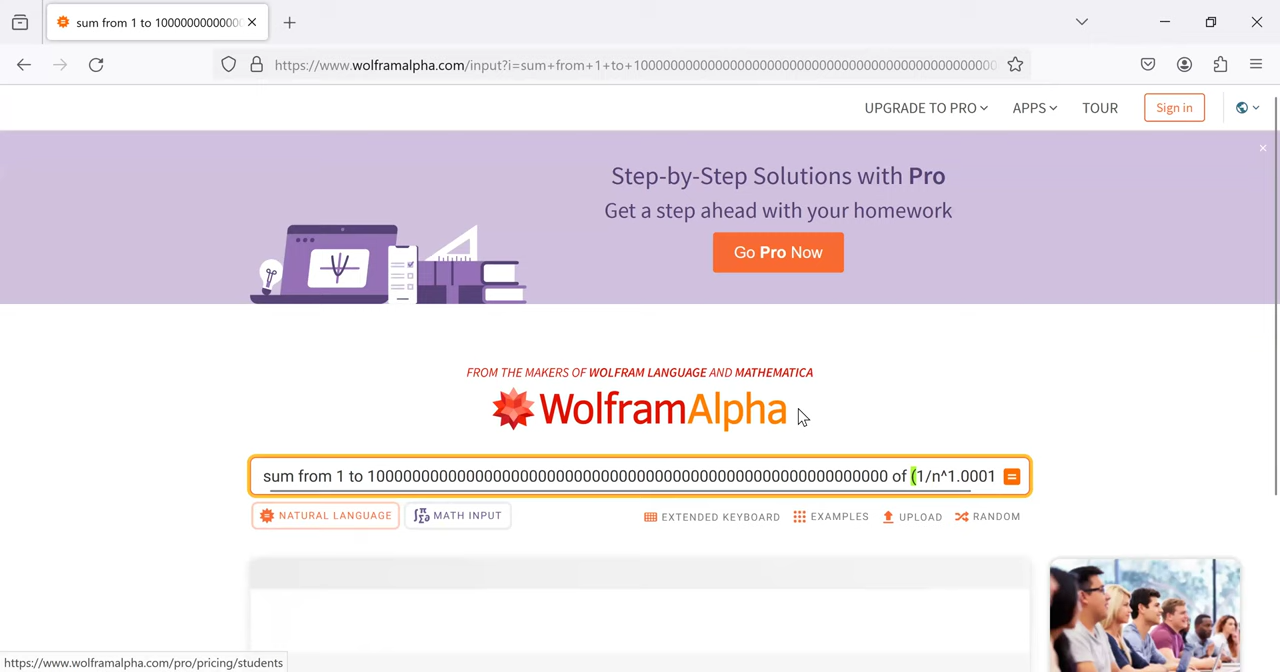 sum from 1 to 10000000000000
https://www.wolframalpha.com/input?i=sum+from+1+to+
UPGRADE TO PRO
APPS
TOUR
Sign in
Step-by-Step Solutions with Pro
Get a step ahead with your homework
Go Pro Now
FROM THE MAKERS OF WOLFRAM LANGUAGE AND MATHEMATICA
WolframAlpha
sum from 1 to of (1/n^1.0001
NATURAL LANGUAGE
MATH INPUT
EXTENDED KEYBOARD
EXAMPLES
UPLOAD
RANDOM
https://www.wolframalpha.com/pro/pricing/students